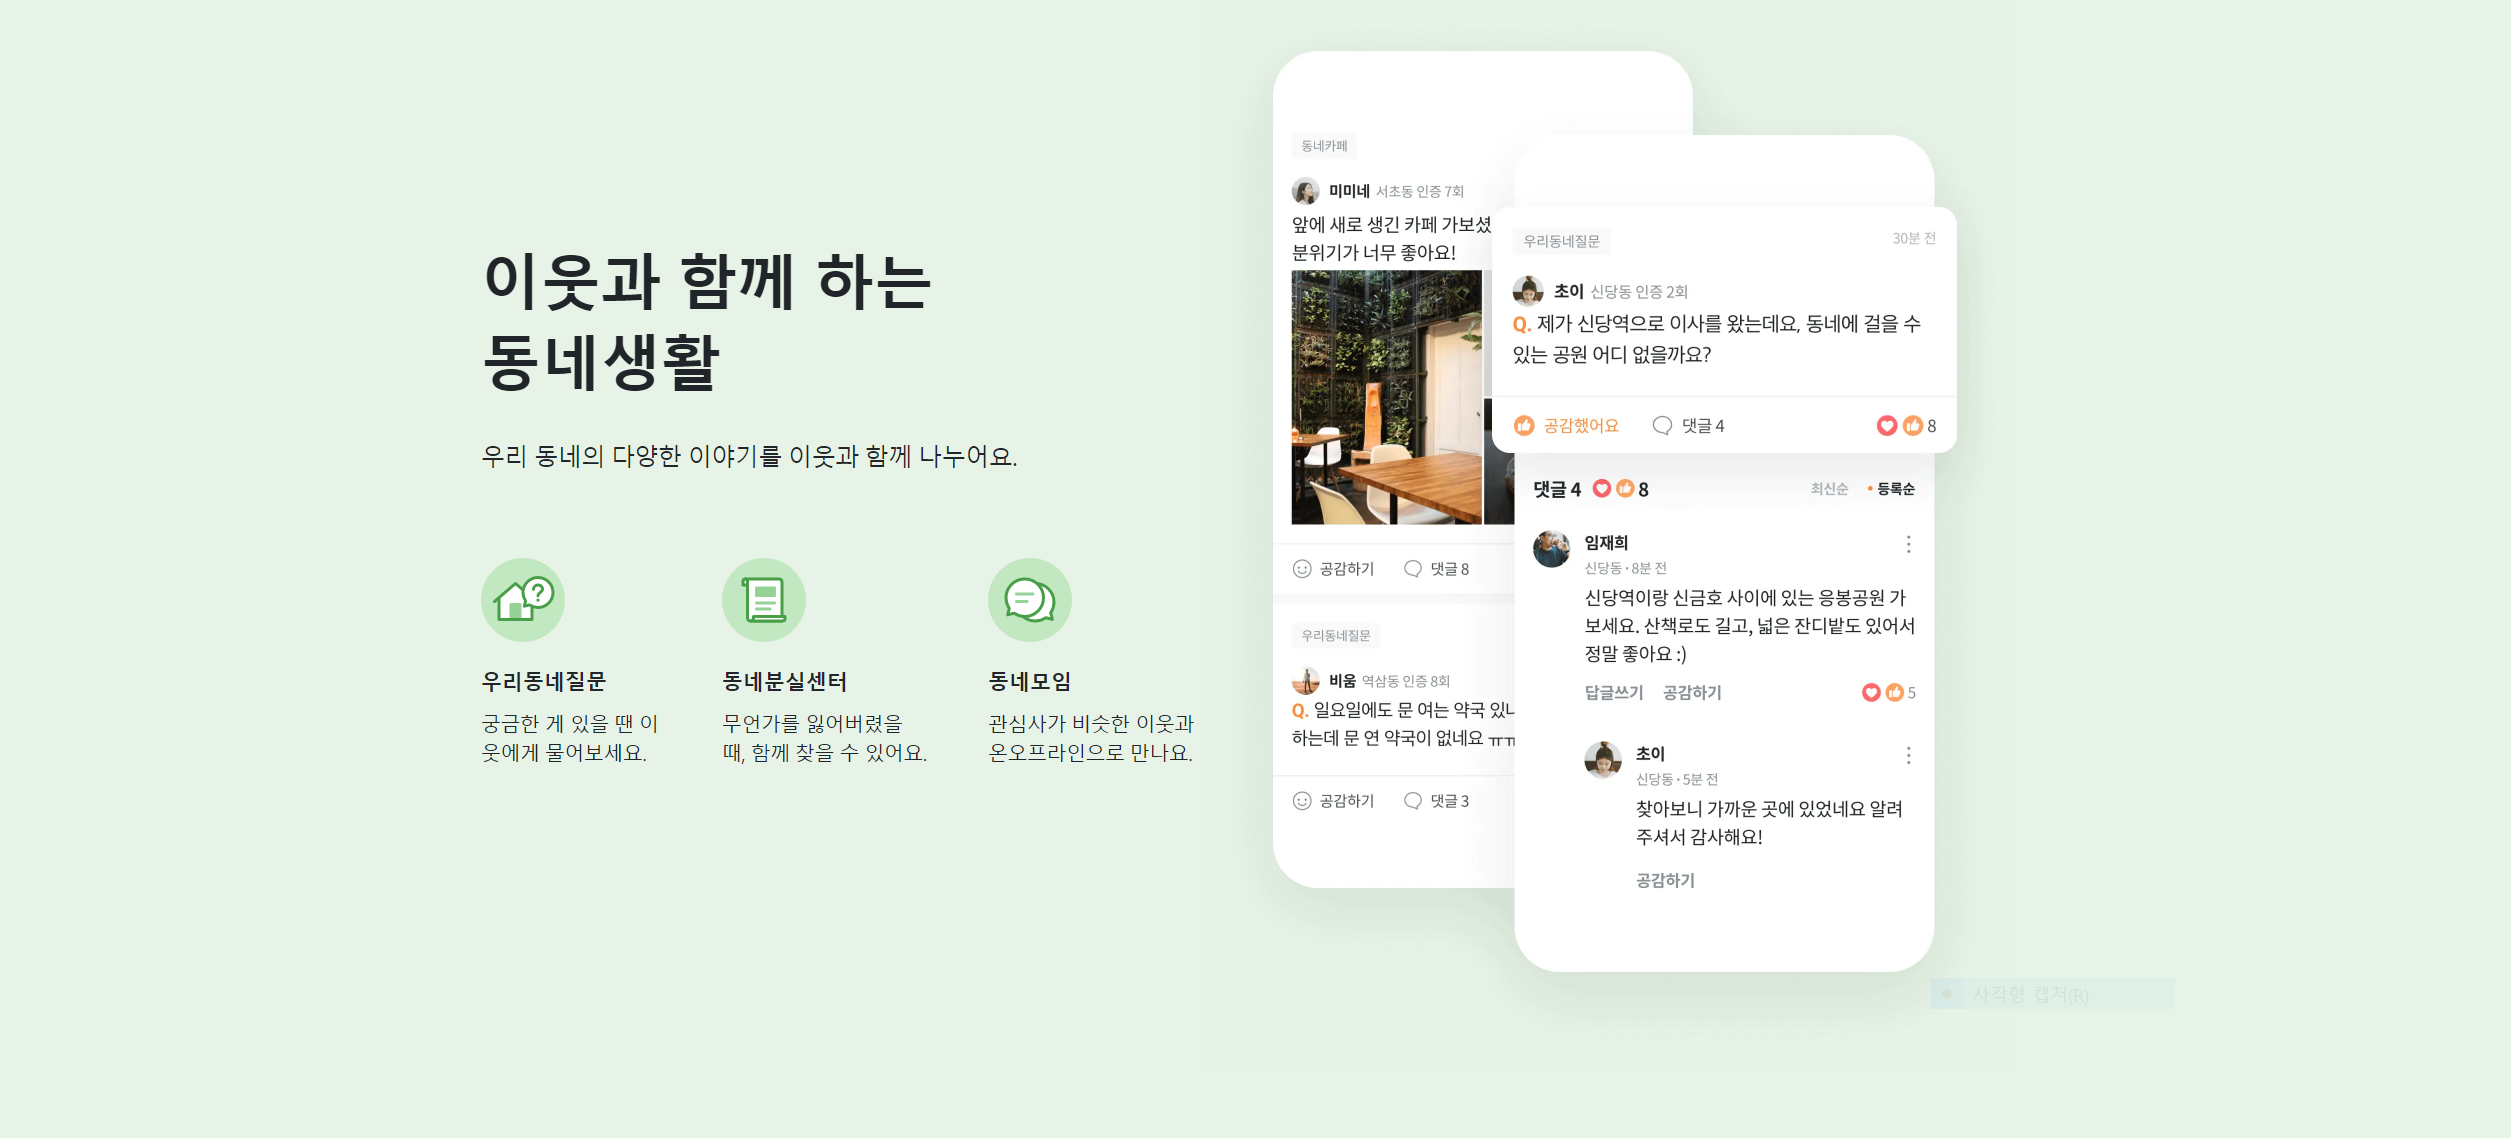 이웃과 함께 하는
동네생활
우리 동네의 다양한 이야기를 이웃과 함께 나누어요.
우리동네질문
궁금한 게 있을 땐 이
웃에게 물어보세요.
동네분실센터
무언가를 잃어버렸을
때, 함께 찾을 수 있어요.
동네모임
관심사가 비슷한 이웃과
온오프라인으로 만나요.
동네카페
미미네 서초동 인증 7회
앞에 새로 생긴 카페 가보셨
분위기가 너무 좋아요!
공감하기 댓글 8
우리동네질문
비움 역삼동 인증 8회
Q. 일요일에도 문 여는 약국 있
하는데 문 연 약국이 없네요 ㅠㅠ
공감하기 댓글 3
우리동네질문 30분 전
초이 신당동 인증 2회
Q. 제가 신당역으로 이사를 왔는데요, 동네에 걸을 수
있는 공원 어디 없을까요?
공감했어요 댓글 4 8
댓글 4 8 최신순 • 등록순
임재희
신당동 • 8분 전
신당역이랑 신금호 사이에 있는 응봉공원 가
보세요. 산책로도 길고, 넓은 잔디밭도 있어서
정말 좋아요 :)
답글쓰기 공감하기 5
초이
신당동 • 5분 전
찾아보니 가까운 곳에 있었네요 알려
주셔서 감사해요!
공감하기
사각형 캡처(R)